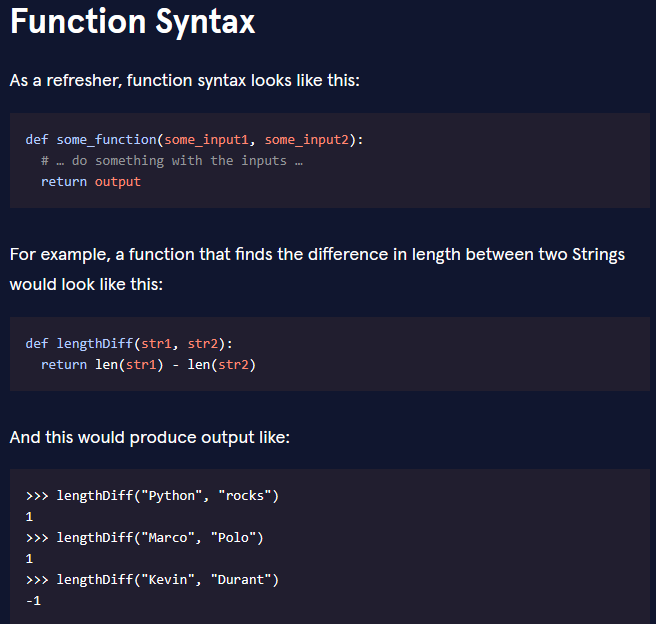 Function Syntax
As a refresher, function syntax looks like this:
def some_function(some_input1, some_input2):
  # … do something with the inputs …
  return output
For example, a function that finds the difference in length between two Strings
would look like this:
def lengthDiff(str1, str2):
  return len(str1) - len(str2)
And this would produce output like:
>>> lengthDiff("Python", "rocks")
1
>>> lengthDiff("Marco", "Polo")
1
>>> lengthDiff("Kevin", "Durant")
-1